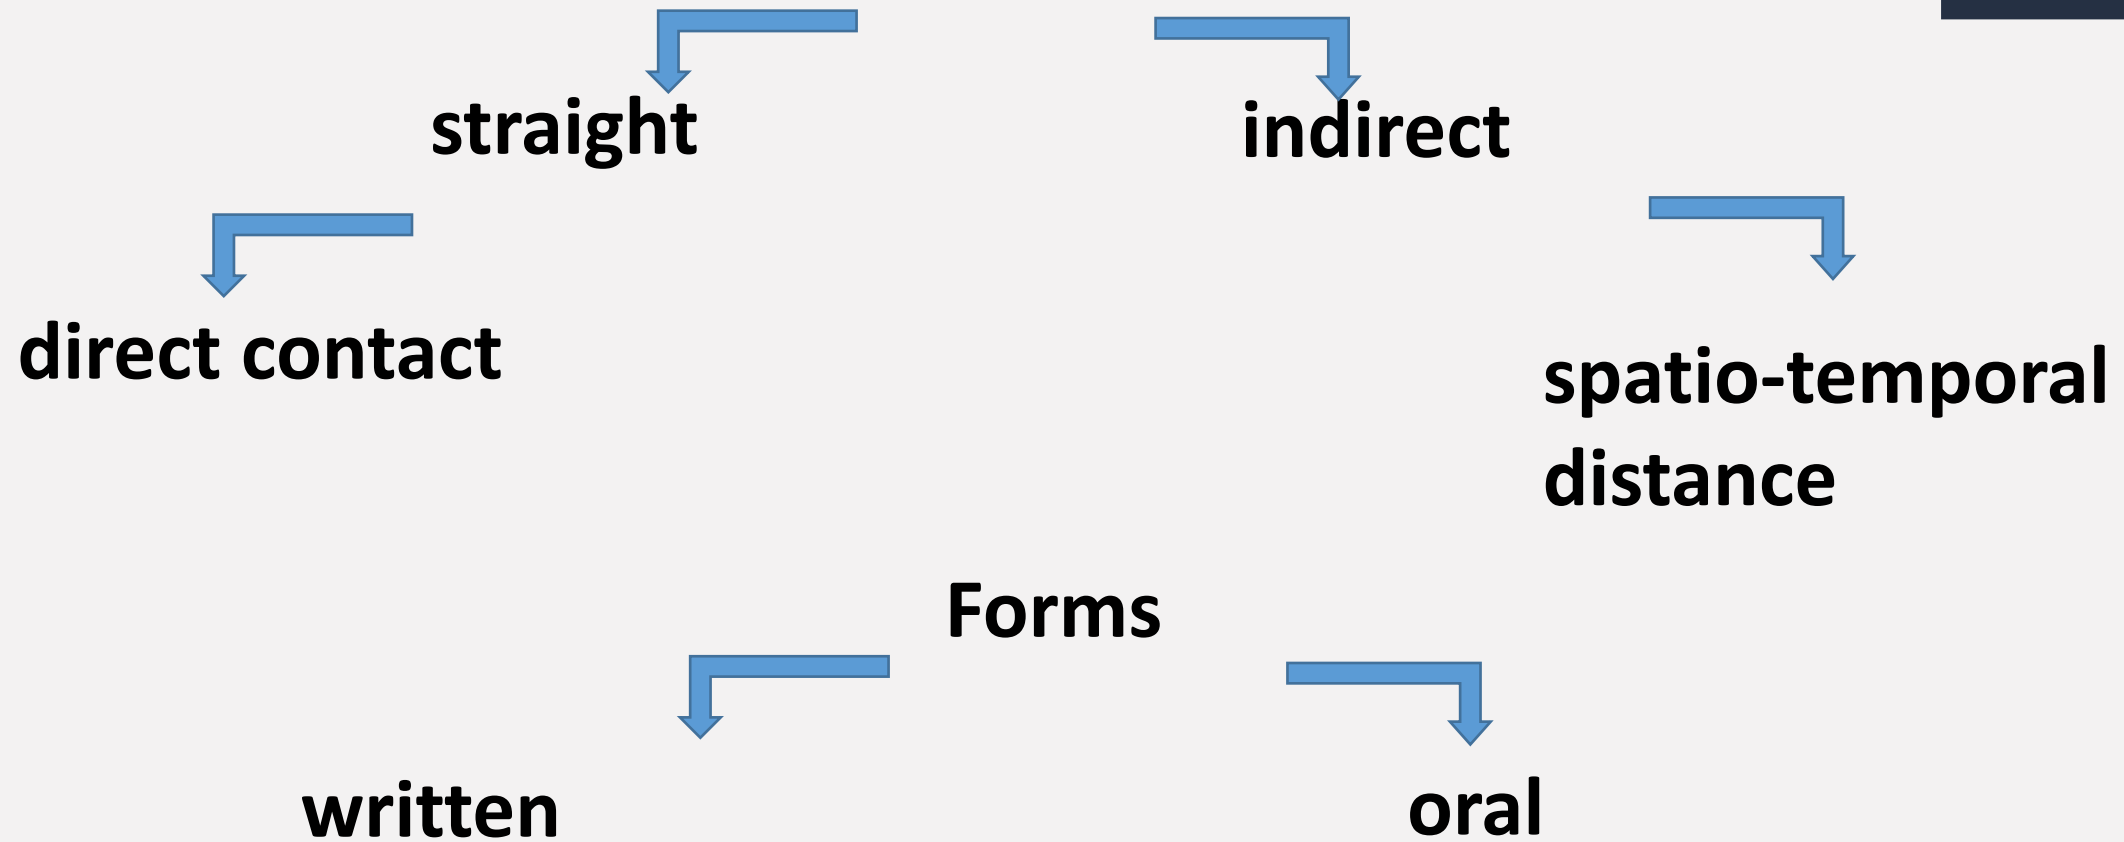 straight
indirect
direct contact
spatio-temporal
distance
Forms
written
oral